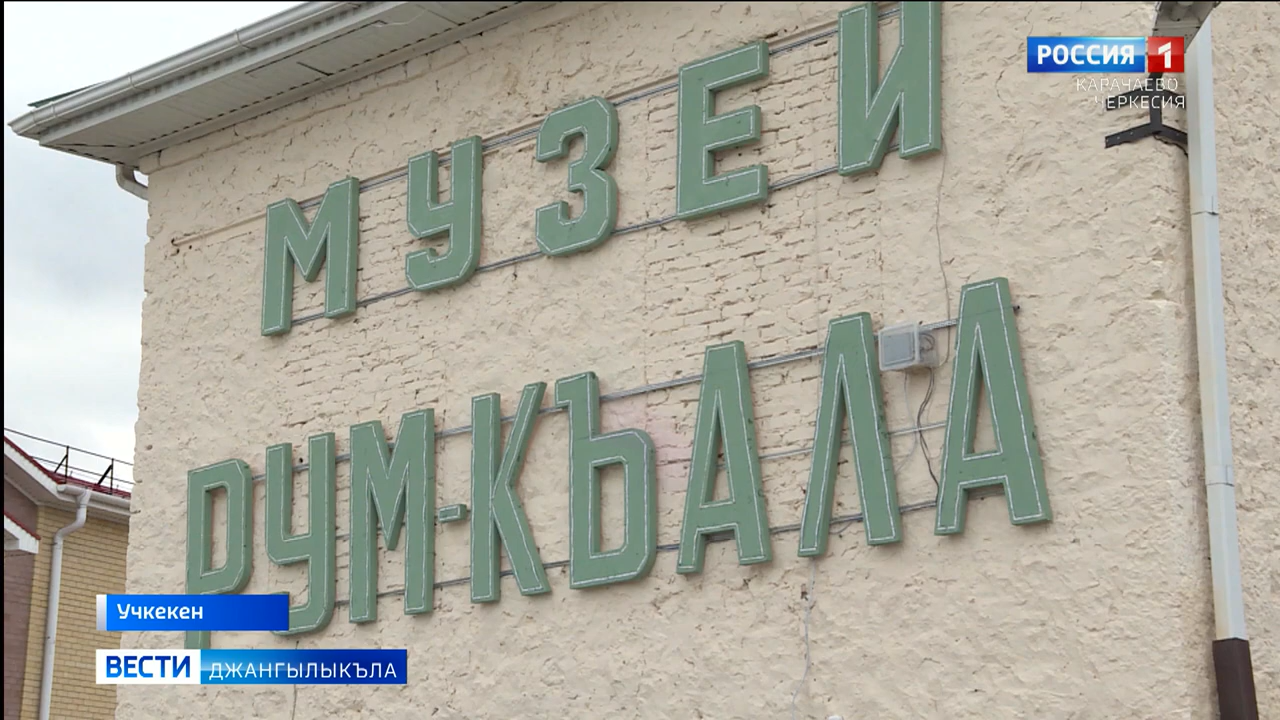 РОССИЯ 1
КАРАЧАЕВО
ЧЕРКЕСИЯ
МУЗЕЙ
РУМ-КЪАЛА
Учкекен
ВЕСТИ ДЖАНГЫЛЫКЪЛА